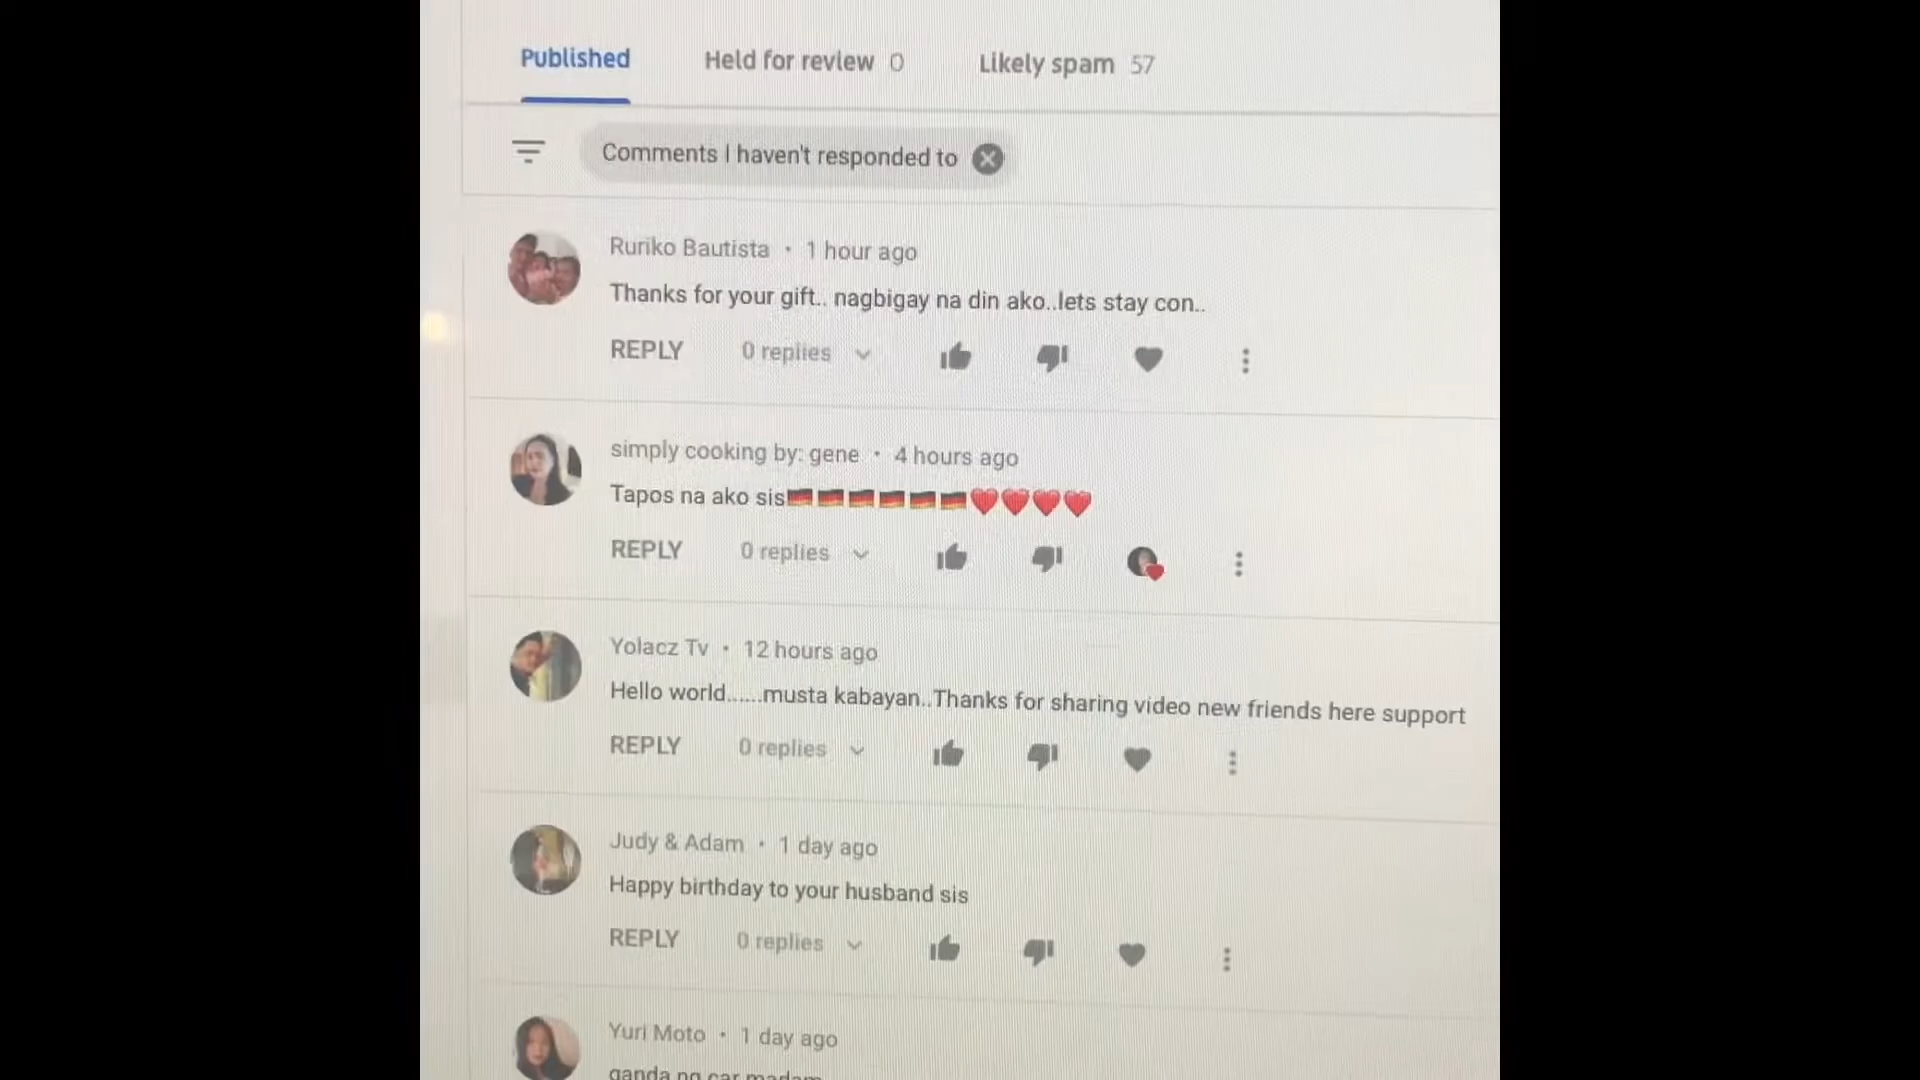 Published Held for review 0 Likely spam 57
Comments I haven't responded to
Ruriko Bautista • 1 hour ago
Thanks for your gift.. nagbigay na din ako..lets stay con..
REPLY 0 replies
simply cooking by: gene • 4 hours ago
Tapos na ako sis🇩🇪🇩🇪🇩🇪🇩🇪🇩🇪🇩🇪❤️❤️❤️❤️
REPLY 0 replies
Yolacz Tv • 12 hours ago
Hello world......musta kabayan..Thanks for sharing video new friends here support
REPLY 0 replies
Judy & Adam • 1 day ago
Happy birthday to your husband sis
REPLY 0 replies
Yuri Moto • 1 day ago
ganda ng car madam